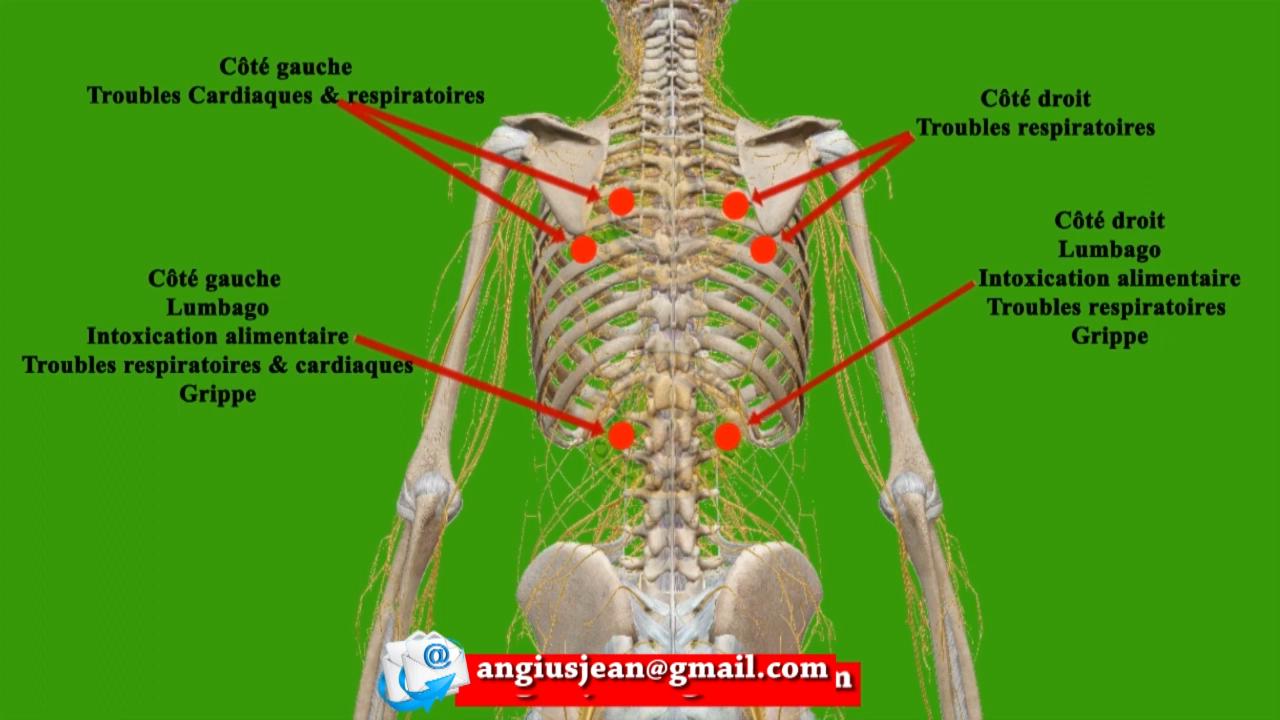 Côté gauche
Troubles Cardiaques & respiratoires
Côté droit
Troubles respiratoires
Côté droit
Lumbago
Intoxication alimentaire
Troubles respiratoires
Grippe
Côté gauche
Lumbago
Intoxication alimentaire
Troubles respiratoires & cardiaques
Grippe
@
angiusjean@gmail.com